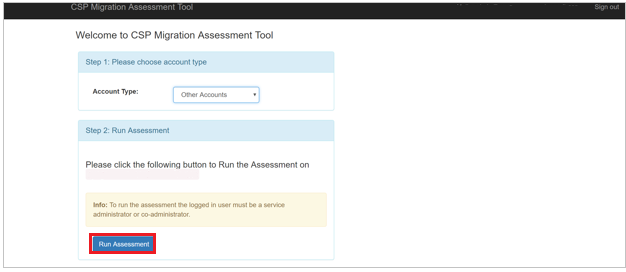 CSP Migration Assessment Tool
Sign out
Welcome to CSP Migration Assessment Tool
Step 1: Please choose account type
Account Type:
Other Accounts
Step 2: Run Assessment
Please click the following button to Run the Assessment on
Info: To run the assessment the logged in user must be a service
administrator or co-administrator.
Run Assessment